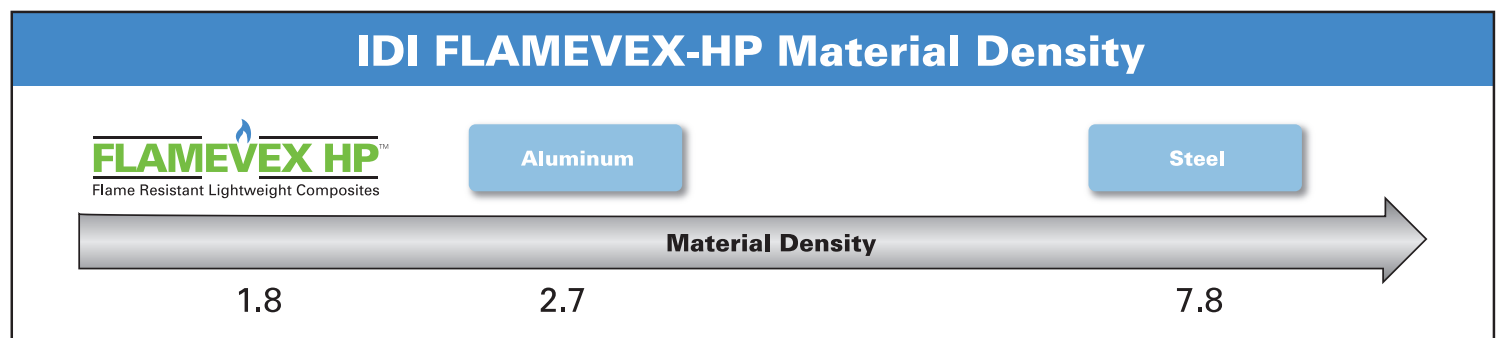 IDI FLAMEVEX-HP Material Density
FLAMEVEX HP™
Flame Resistant Lightweight Composites
Aluminum
Steel
Material Density
1.8
2.7
7.8